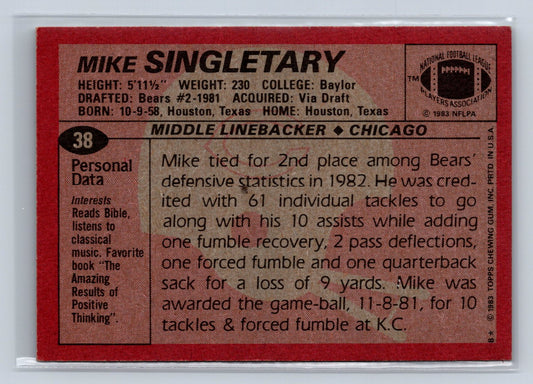 MIKE SINGLETARY
HEIGHT: 5'11½" WEIGHT: 230 COLLEGE: Baylor
DRAFTED: Bears #2-1981 ACQUIRED: Via Draft
BORN: 10-9-58, Houston, Texas HOME: Houston, Texas
NATIONAL FOOTBALL LEAGUE
PLAYERS ASSOCIATION
TM
© 1983 NFLPA
MIDDLE LINEBACKER ◆ CHICAGO
38
Personal
Data
Interests
Reads Bible,
listens to
classical
music. Favorite
book "The
Amazing
Results of
Positive
Thinking".
Mike tied for 2nd place among Bears'
defensive statistics in 1982. He was cred-
ited with 61 individual tackles to go
along with his 10 assists while adding
one fumble recovery, 2 pass deflections,
one forced fumble and one quarterback
sack for a loss of 9 yards. Mike was
awarded the game-ball, 11-8-81, for 10
tackles & forced fumble at K.C.
B* © 1983 TOPPS CHEWING GUM, INC. PRTD. IN U.S.A.